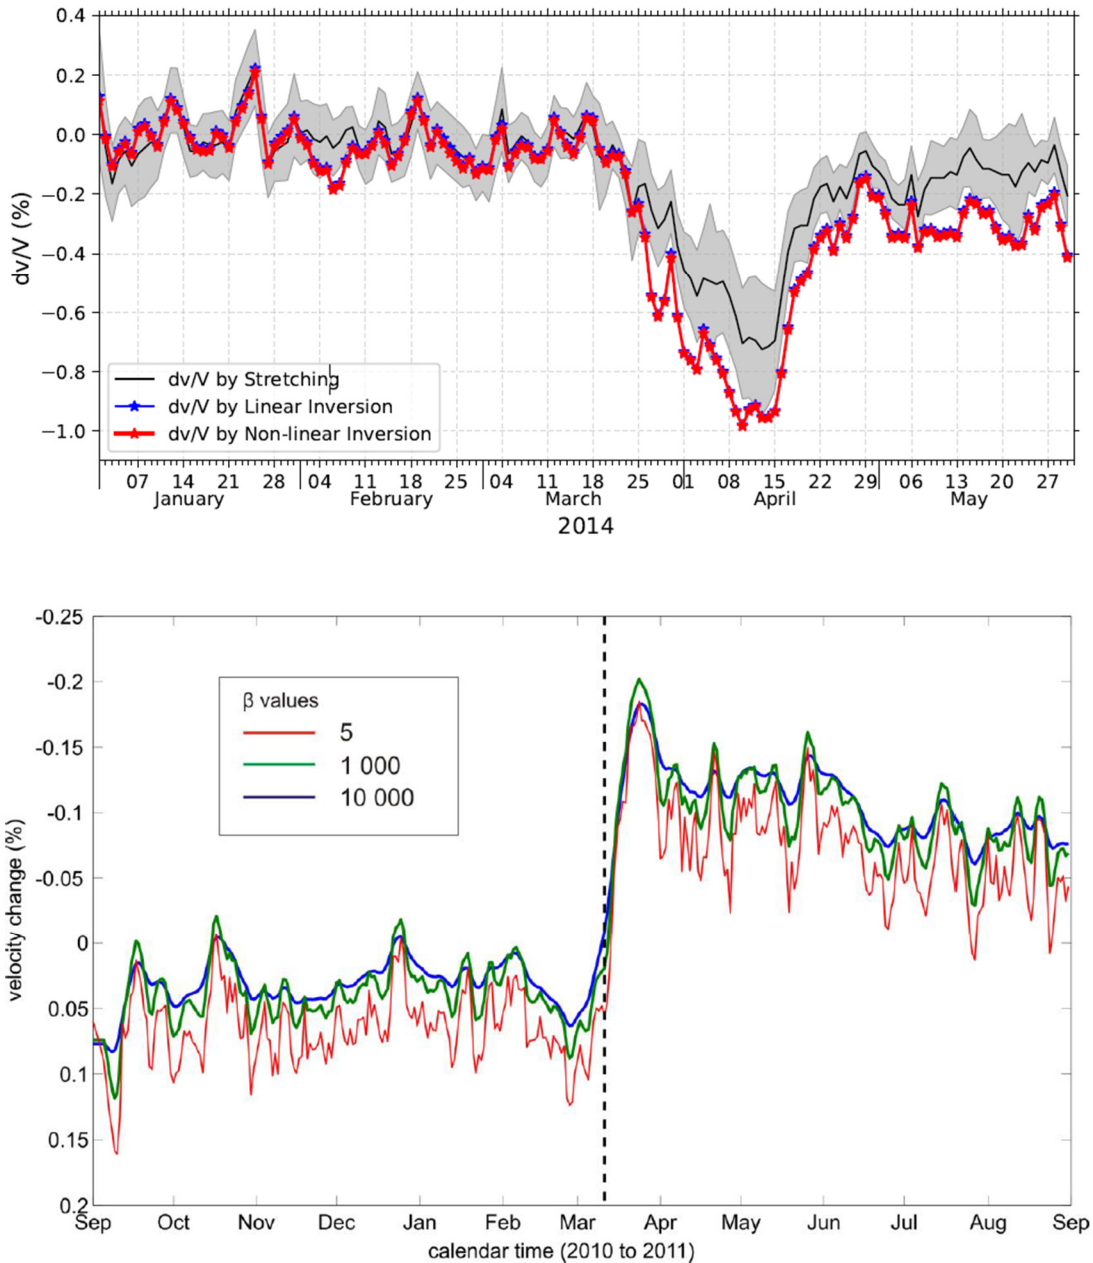 0.4
0.2
0.0
−0.2
−0.4
−0.6
−0.8
−1.0
dv/V (%)
dv/V by Stretching
dv/V by Linear Inversion
dv/V by Non-linear Inversion
07 14 21 28 04 11 18 25 04 11 18 25 01 08 15 22 29 06 13 20 27
January February March April May
2014
-0.25
-0.2
-0.15
-0.1
-0.05
0
0.05
0.1
0.15
0.2
velocity change (%)
β values
5
1 000
10 000
Sep Oct Nov Dec Jan Feb Mar Apr May Jun Jul Aug Sep
calendar time (2010 to 2011)